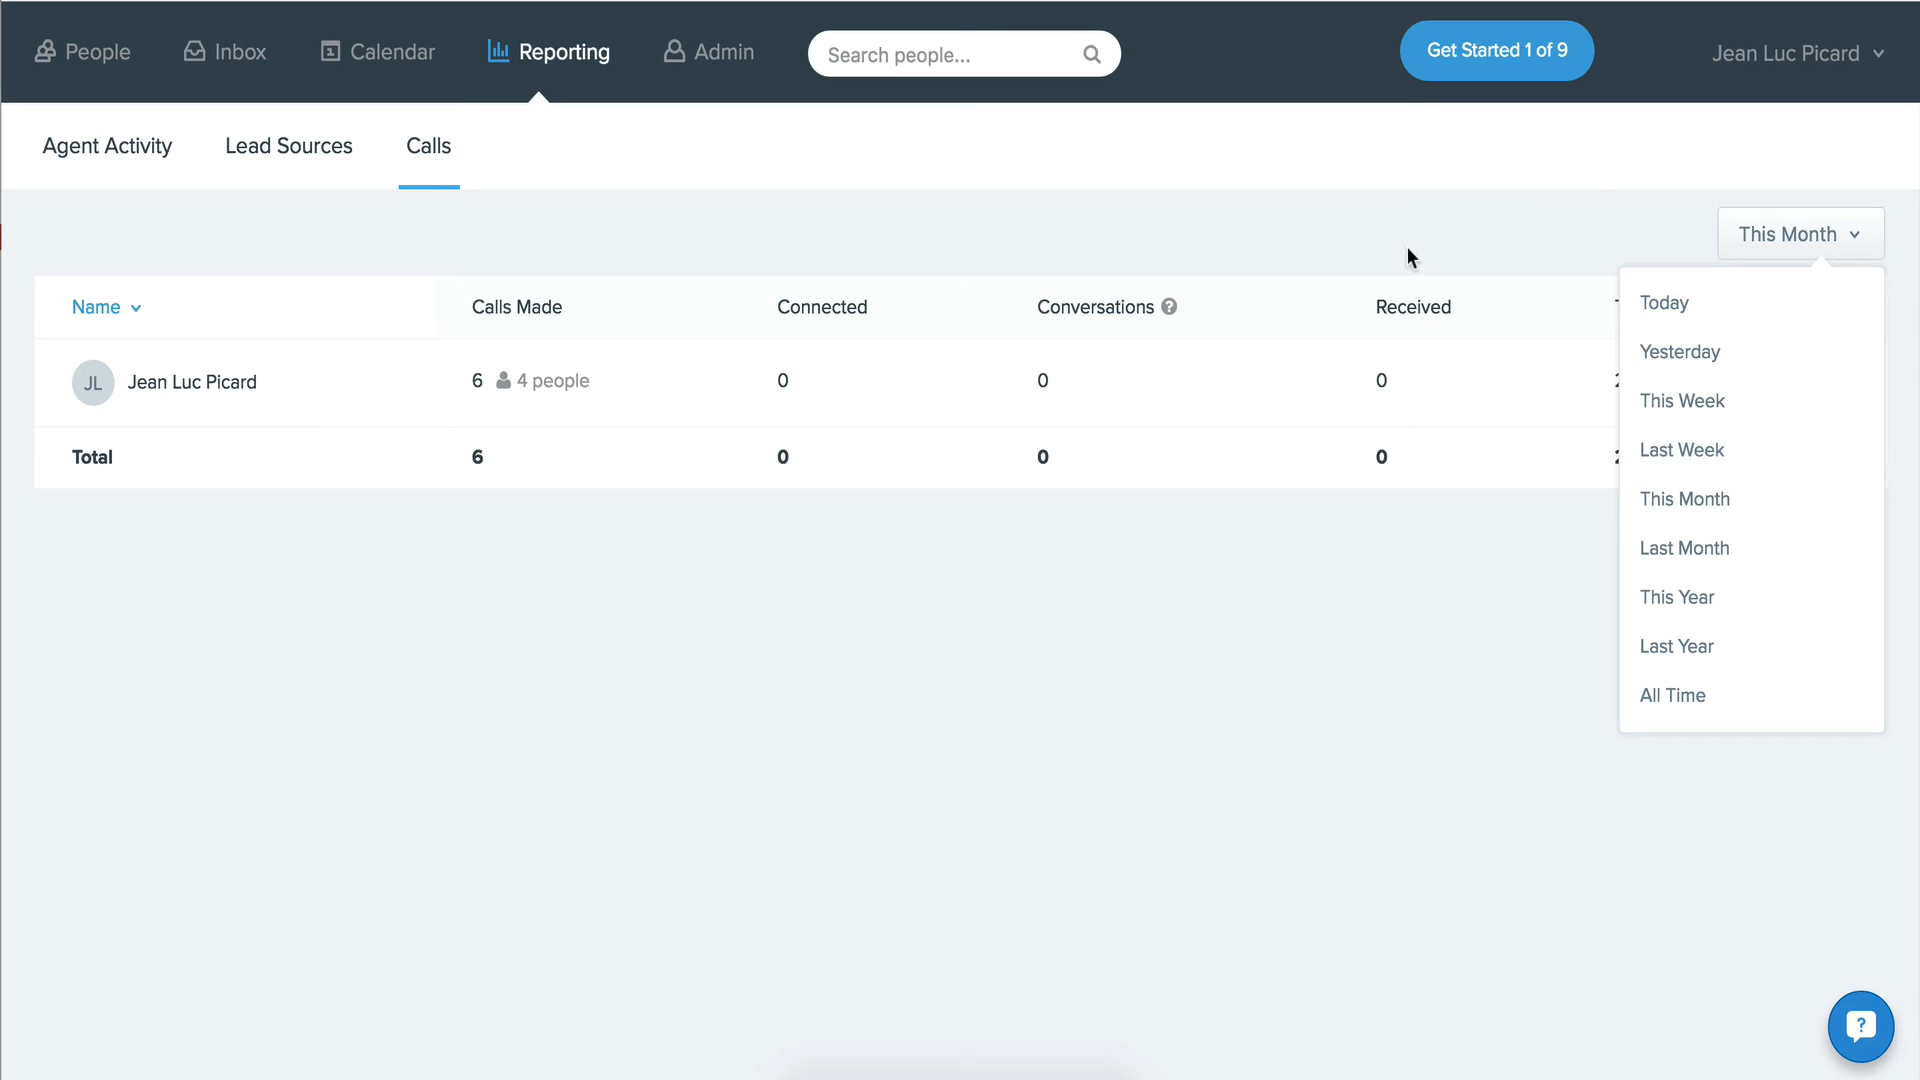 People Inbox Calendar Reporting Admin Search people... Get Started 1 of 9 Jean Luc Picard
Agent Activity Lead Sources Calls
This Month
Name Calls Made Connected Conversations ? Received
JL Jean Luc Picard 6 4 people 0 0 0
Total 6 0 0 0
Today
Yesterday
This Week
Last Week
This Month
Last Month
This Year
Last Year
All Time